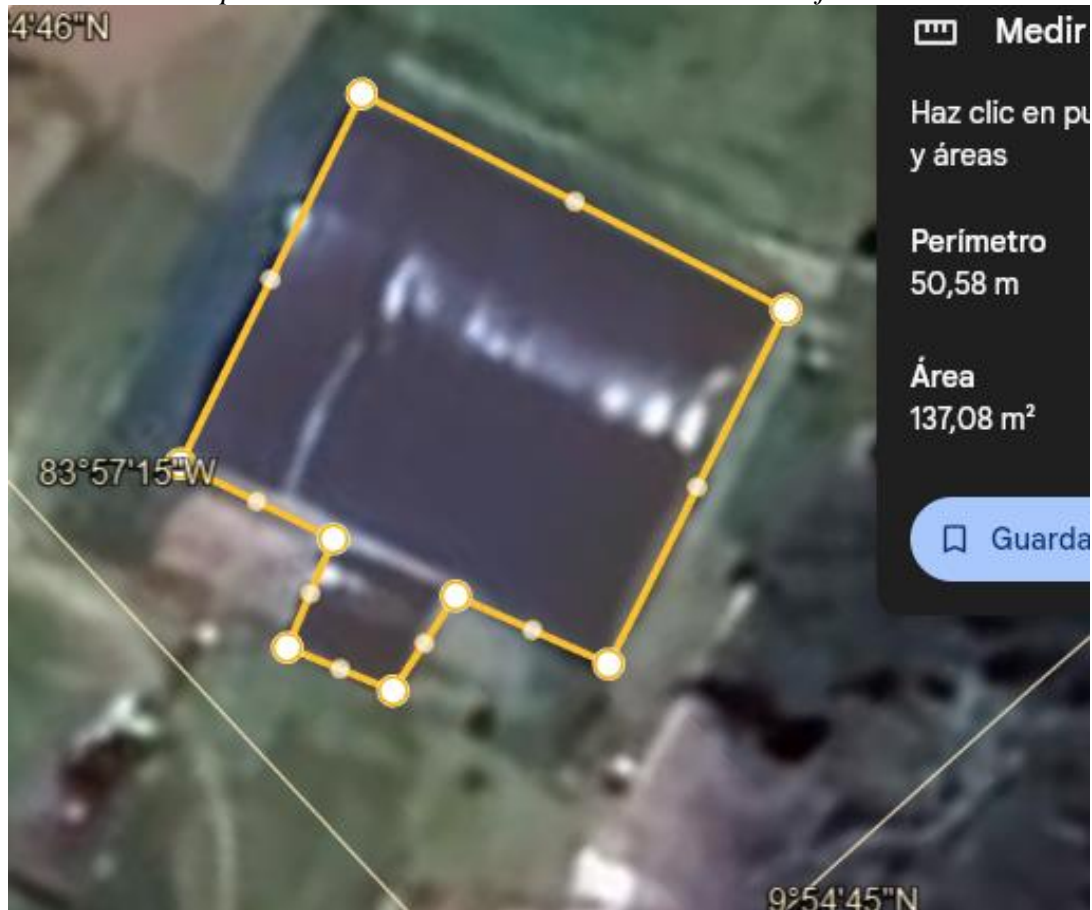 4'46"N
Medir
Haz clic en pu
y áreas
Perímetro
50,58 m
Área
137,08 m²
83°57'15"W
Guarda
9°54'45"N